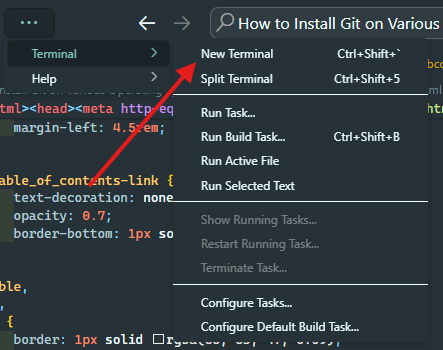 ··· How to Install Git on Various
Terminal
Help
New Terminal Ctrl+Shift+`
Split Terminal Ctrl+Shift+5
Run Task...
Run Build Task... Ctrl+Shift+B
Run Active File
Run Selected Text
Show Running Tasks...
Restart Running Task...
Terminate Task...
Configure Tasks...
Configure Default Build Task...
tml><head><meta http-eq
margin-left: 4.5rem;
able_of_contents-link {
text-decoration: none
opacity: 0.7;
border-bottom: 1px so
ble,
,
{
border: 1px solid